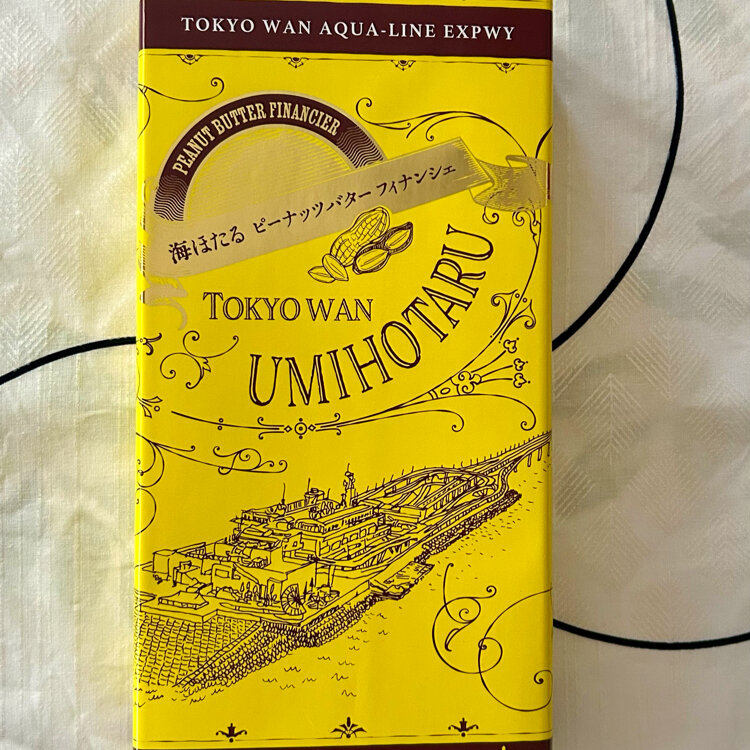 TOKYO WAN AQUA-LINE EXPWY
PEANUT BUTTER FINANCIER
海ほたる ピーナッツバター フィナンシェ
TOKYO WAN
UMIHOTARU